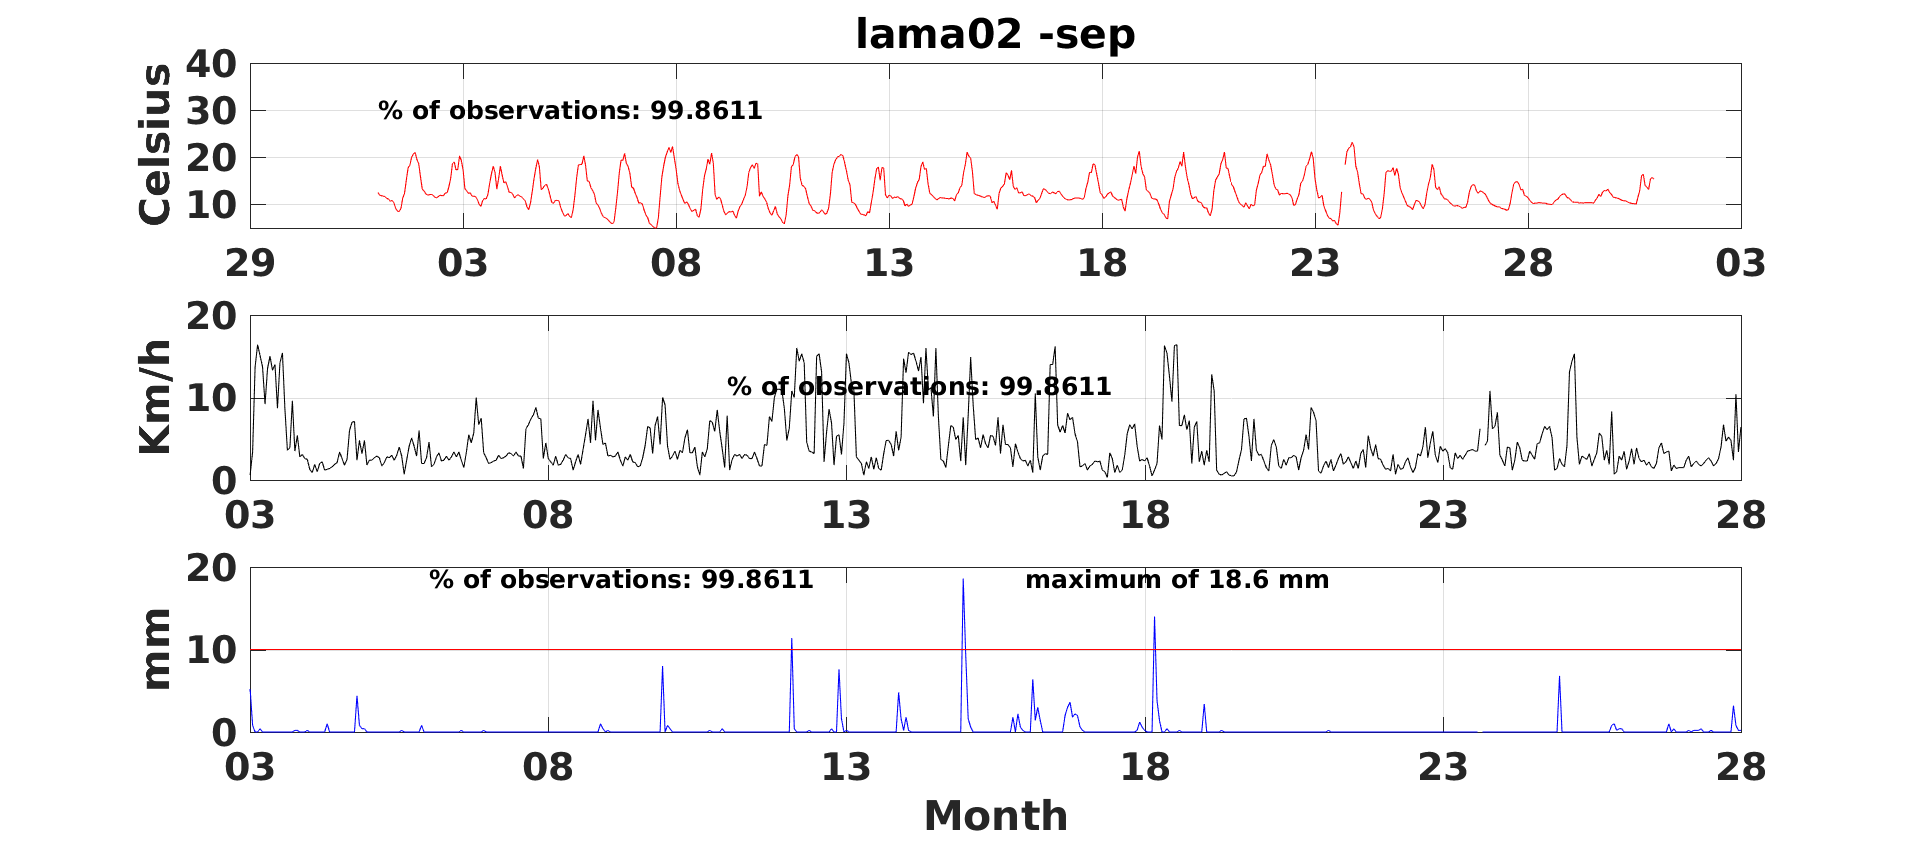 lama02 -sep
Celsius
40
30
20
10
% of observations: 99.8611
29 03 08 13 18 23 28 03
Km/h
20
10
0
% of observations: 99.8611
03 08 13 18 23 28
mm
20
10
0
% of observations: 99.8611 maximum of 18.6 mm
03 08 13 18 23 28
Month